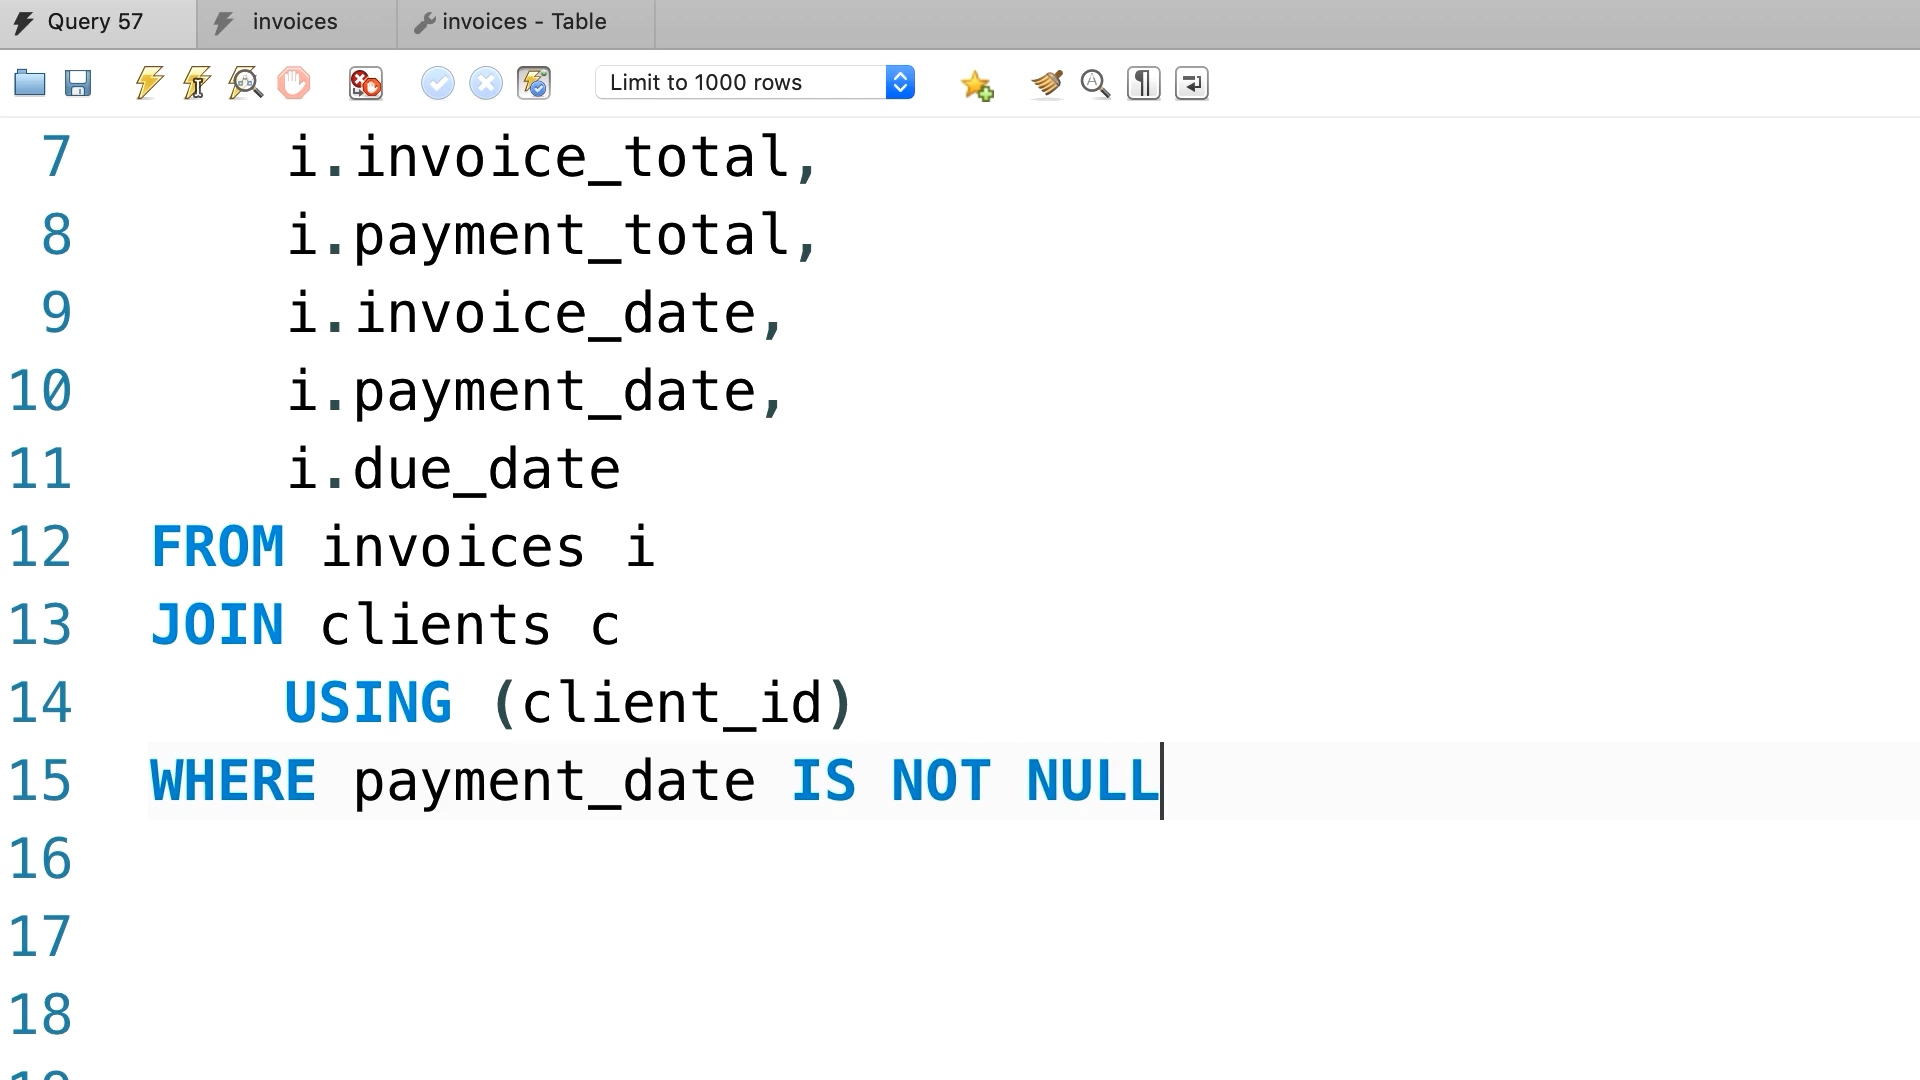 Query 57
invoices
invoices - Table
Limit to 1000 rows
7 i.invoice_total,
8 i.payment_total,
9 i.invoice_date,
10 i.payment_date,
11 i.due_date
12 FROM invoices i
13 JOIN clients c
14 USING (client_id)
15 WHERE payment_date IS NOT NULL
16
17
18